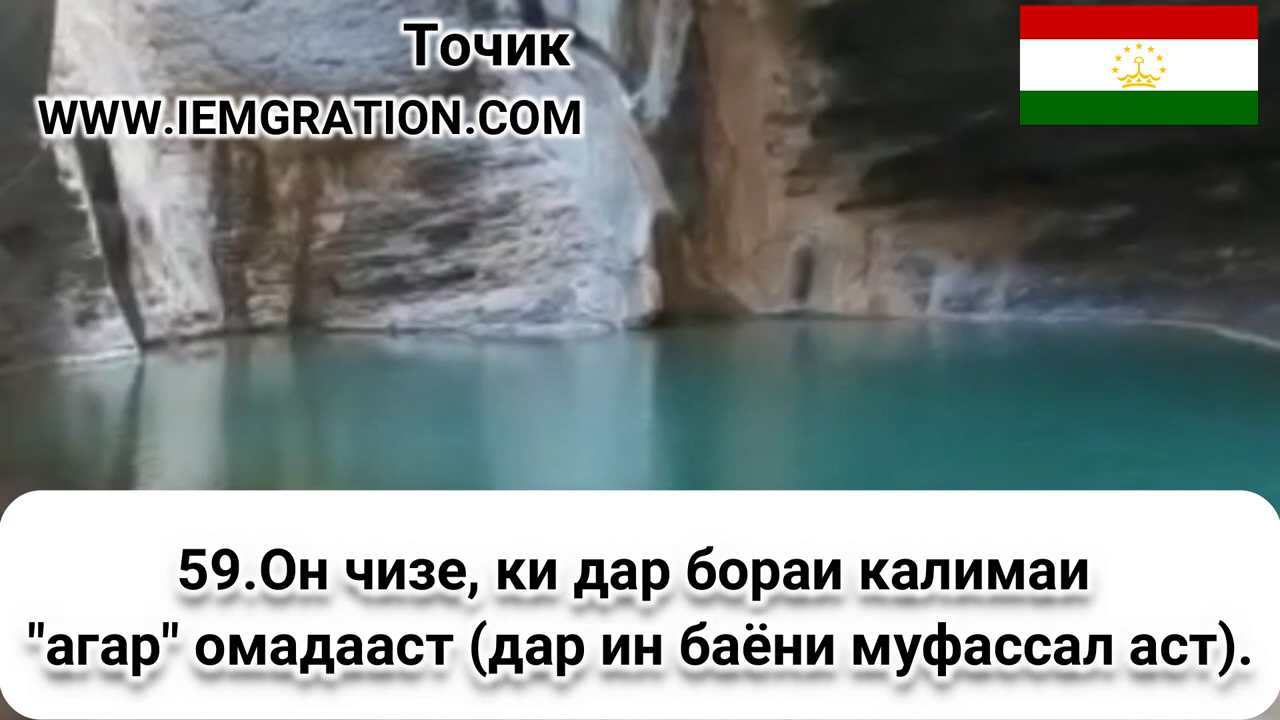 Точик
WWW.IEMGRATION.COM
59.Он чизе, ки дар бораи калимаи
"агар" омадааст (дар ин баёни муфассал аст).